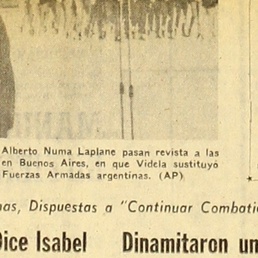 Alberto Numa Laplane pasan revista a las
en Buenos Aires, en que Videla sustituyó
Fuerzas Armadas argentinas. (AP)
nas, Dispuestas a "Continuar Combati
Dice Isabel Dinamitaron un